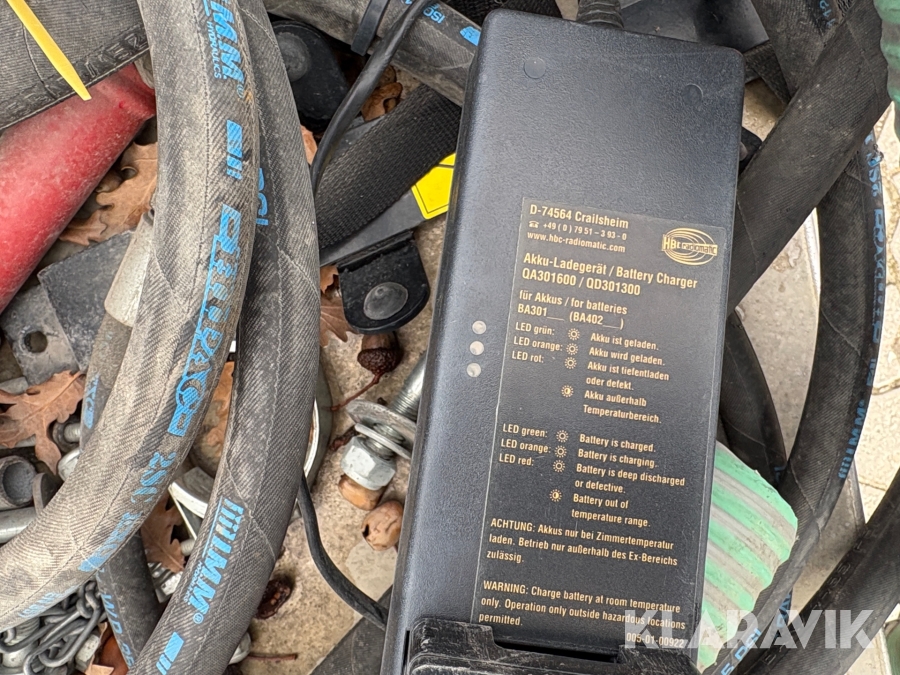 D-74564 Crailsheim
☎ +49 (0) 79 51 – 3 93 - 0
www.hbc-radiomatic.com
HBC radiomatic
Akku-Ladegerät / Battery Charger
QA301600 / QD301300
für Akkus / for batteries
BA301___ (BA402___)
LED grün: Akku ist geladen.
LED orange: Akku wird geladen.
LED rot: Akku ist tiefentladen
oder defekt.
Akku außerhalb
Temperaturbereich.
LED green: Battery is charged.
LED orange: Battery is charging.
LED red: Battery is deep discharged
or defective.
Battery out of
temperature range.
ACHTUNG: Akkus nur bei Zimmertemperatur
laden. Betrieb nur außerhalb des Ex-Bereichs
zulässig.
WARNING: Charge battery at room temperature
only. Operation only outside hazardous locations
permitted.
005-01-00922
KLARAVIK